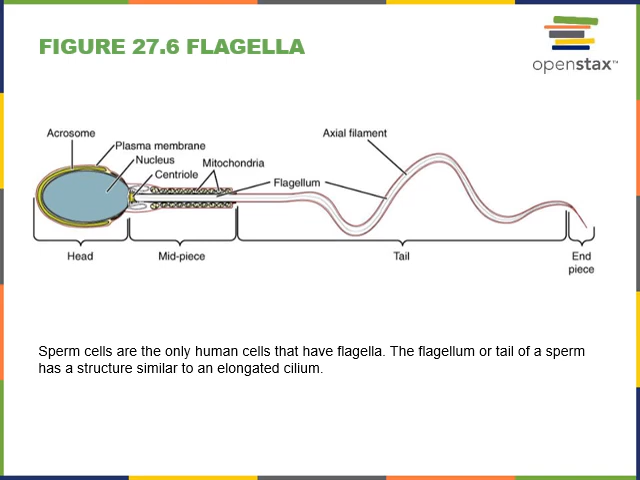 FIGURE 27.6 FLAGELLA
openstax™
Acrosome
Plasma membrane
Nucleus
Centriole
Mitochondria
Flagellum
Axial filament
Head
Mid-piece
Tail
End
piece
Sperm cells are the only human cells that have flagella. The flagellum or tail of a sperm
has a structure similar to an elongated cilium.